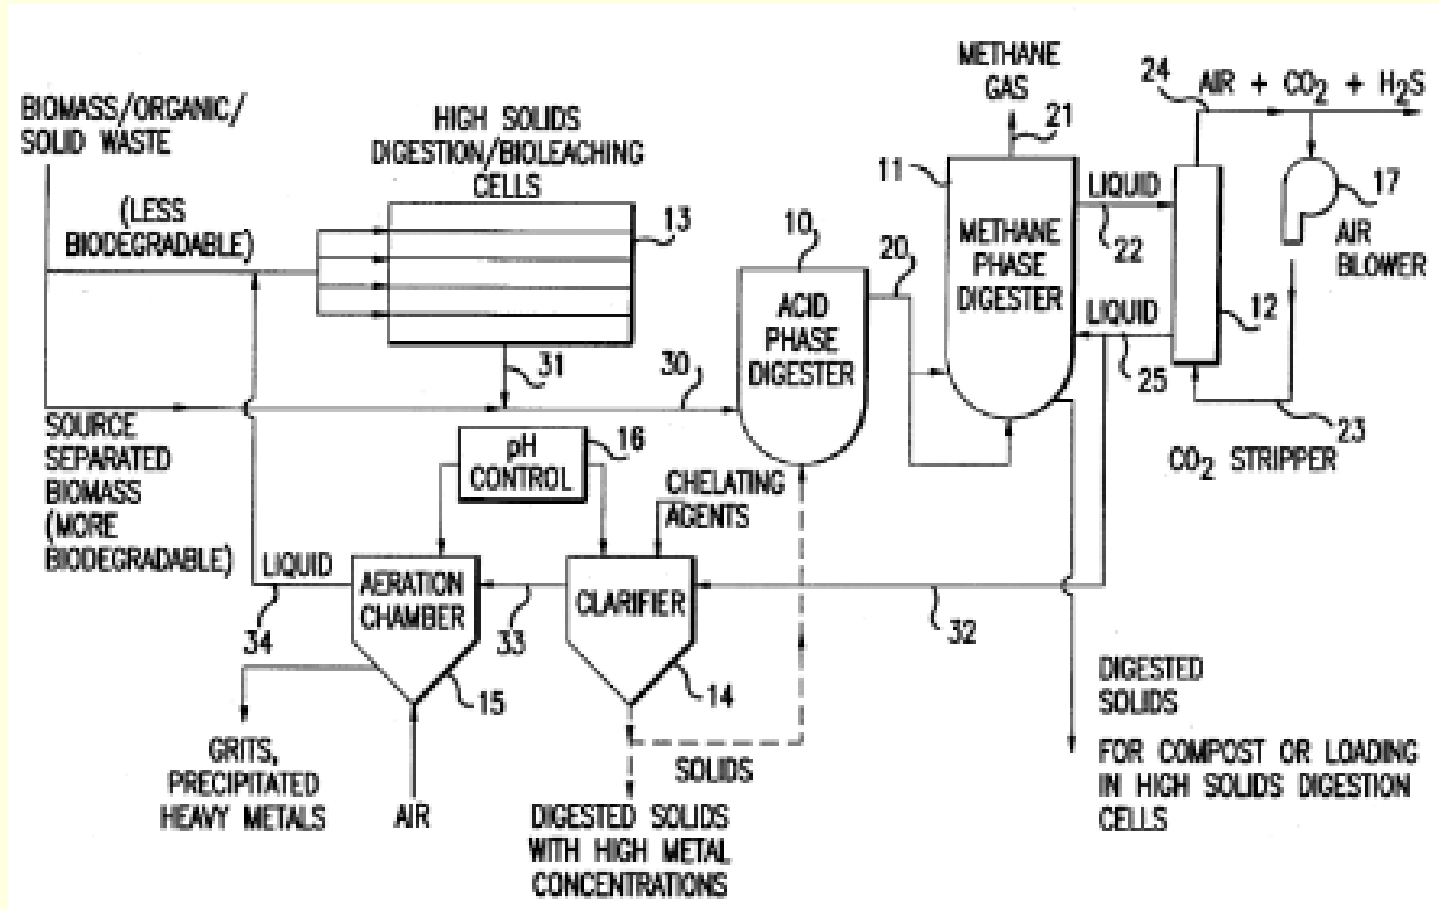 BIOMASS/ORGANIC/
SOLID WASTE
(LESS
BIODEGRADABLE)
HIGH SOLIDS
DIGESTION/BIOLEACHING
CELLS
13
31
30
10
ACID
PHASE
DIGESTER
20
METHANE
GAS
21
11
METHANE
PHASE
DIGESTER
LIQUID
22
LIQUID
25
24
AIR + CO₂ + H₂S
17
AIR
BLOWER
12
23
CO₂ STRIPPER
SOURCE
SEPARATED
BIOMASS
(MORE
BIODEGRADABLE)
pH
CONTROL
16
CHELATING
AGENTS
LIQUID
34
AERATION
CHAMBER
15
33
CLARIFIER
14
32
GRITS,
PRECIPITATED
HEAVY METALS
AIR
SOLIDS
DIGESTED SOLIDS
WITH HIGH METAL
CONCENTRATIONS
DIGESTED
SOLIDS
FOR COMPOST OR LOADING
IN HIGH SOLIDS DIGESTION
CELLS